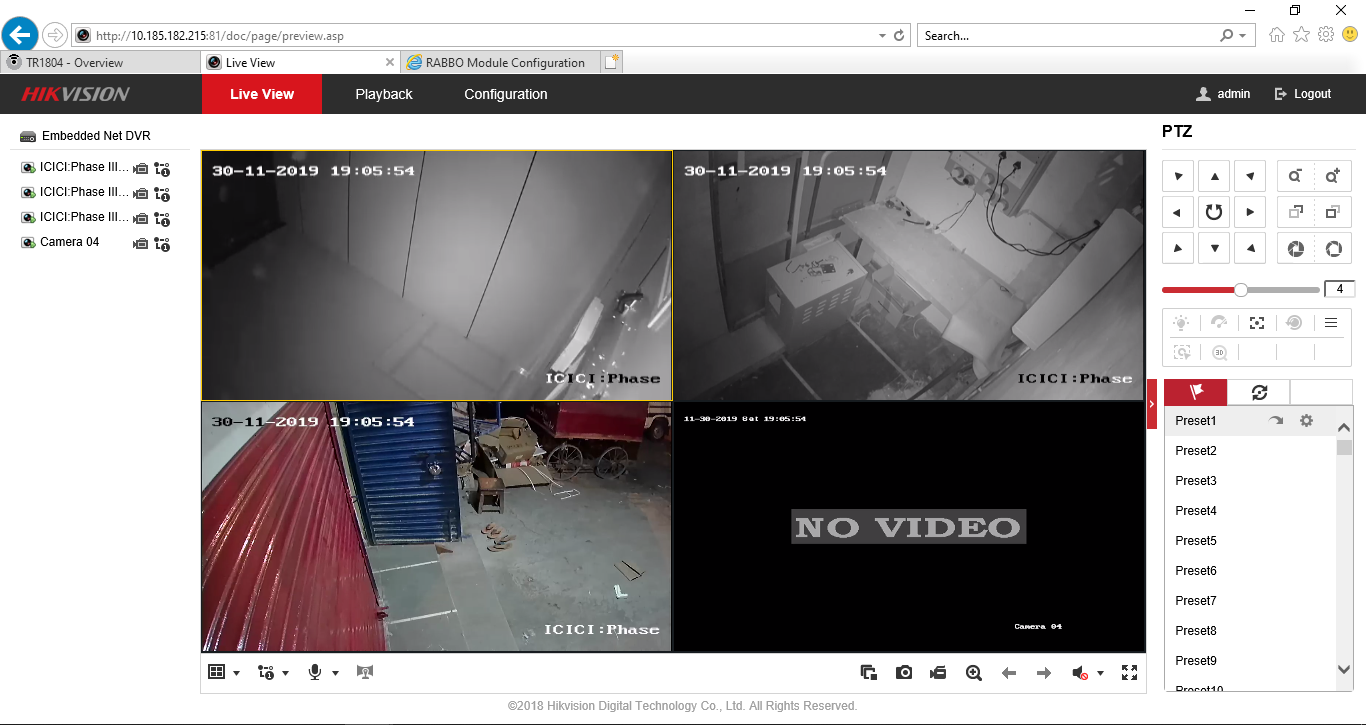 http://10.185.182.215:81/doc/page/preview.asp
Search...
TR1804 - Overview
Live View
RABBO Module Configuration
HIKVISION
Live View
Playback
Configuration
admin
Logout
Embedded Net DVR
ICICI:Phase III...
ICICI:Phase III...
ICICI:Phase III...
Camera 04
30-11-2019 19:05:54
ICICI:Phase
30-11-2019 19:05:54
ICICI:Phase
30-11-2019 19:05:54
ICICI:Phase
11-30-2019 Sat 19:05:54
NO VIDEO
Camera 04
PTZ
4
3D
Preset1
Preset2
Preset3
Preset4
Preset5
Preset6
Preset7
Preset8
Preset9
Preset10
©2018 Hikvision Digital Technology Co., Ltd. All Rights Reserved.